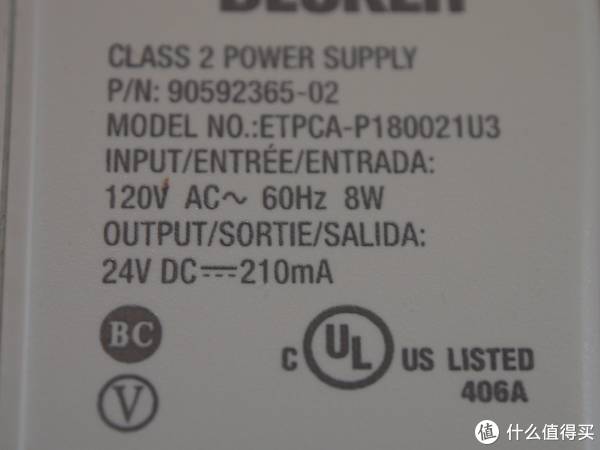 CLASS 2 POWER SUPPLY
P/N: 90592365-02
MODEL NO.:ETPCA-P180021U3
INPUT/ENTRÉE/ENTRADA:
120V AC~ 60Hz 8W
OUTPUT/SORTIE/SALIDA:
24V DC⎓210mA
BC
C UL US LISTED
406A
V
值 什么值得买